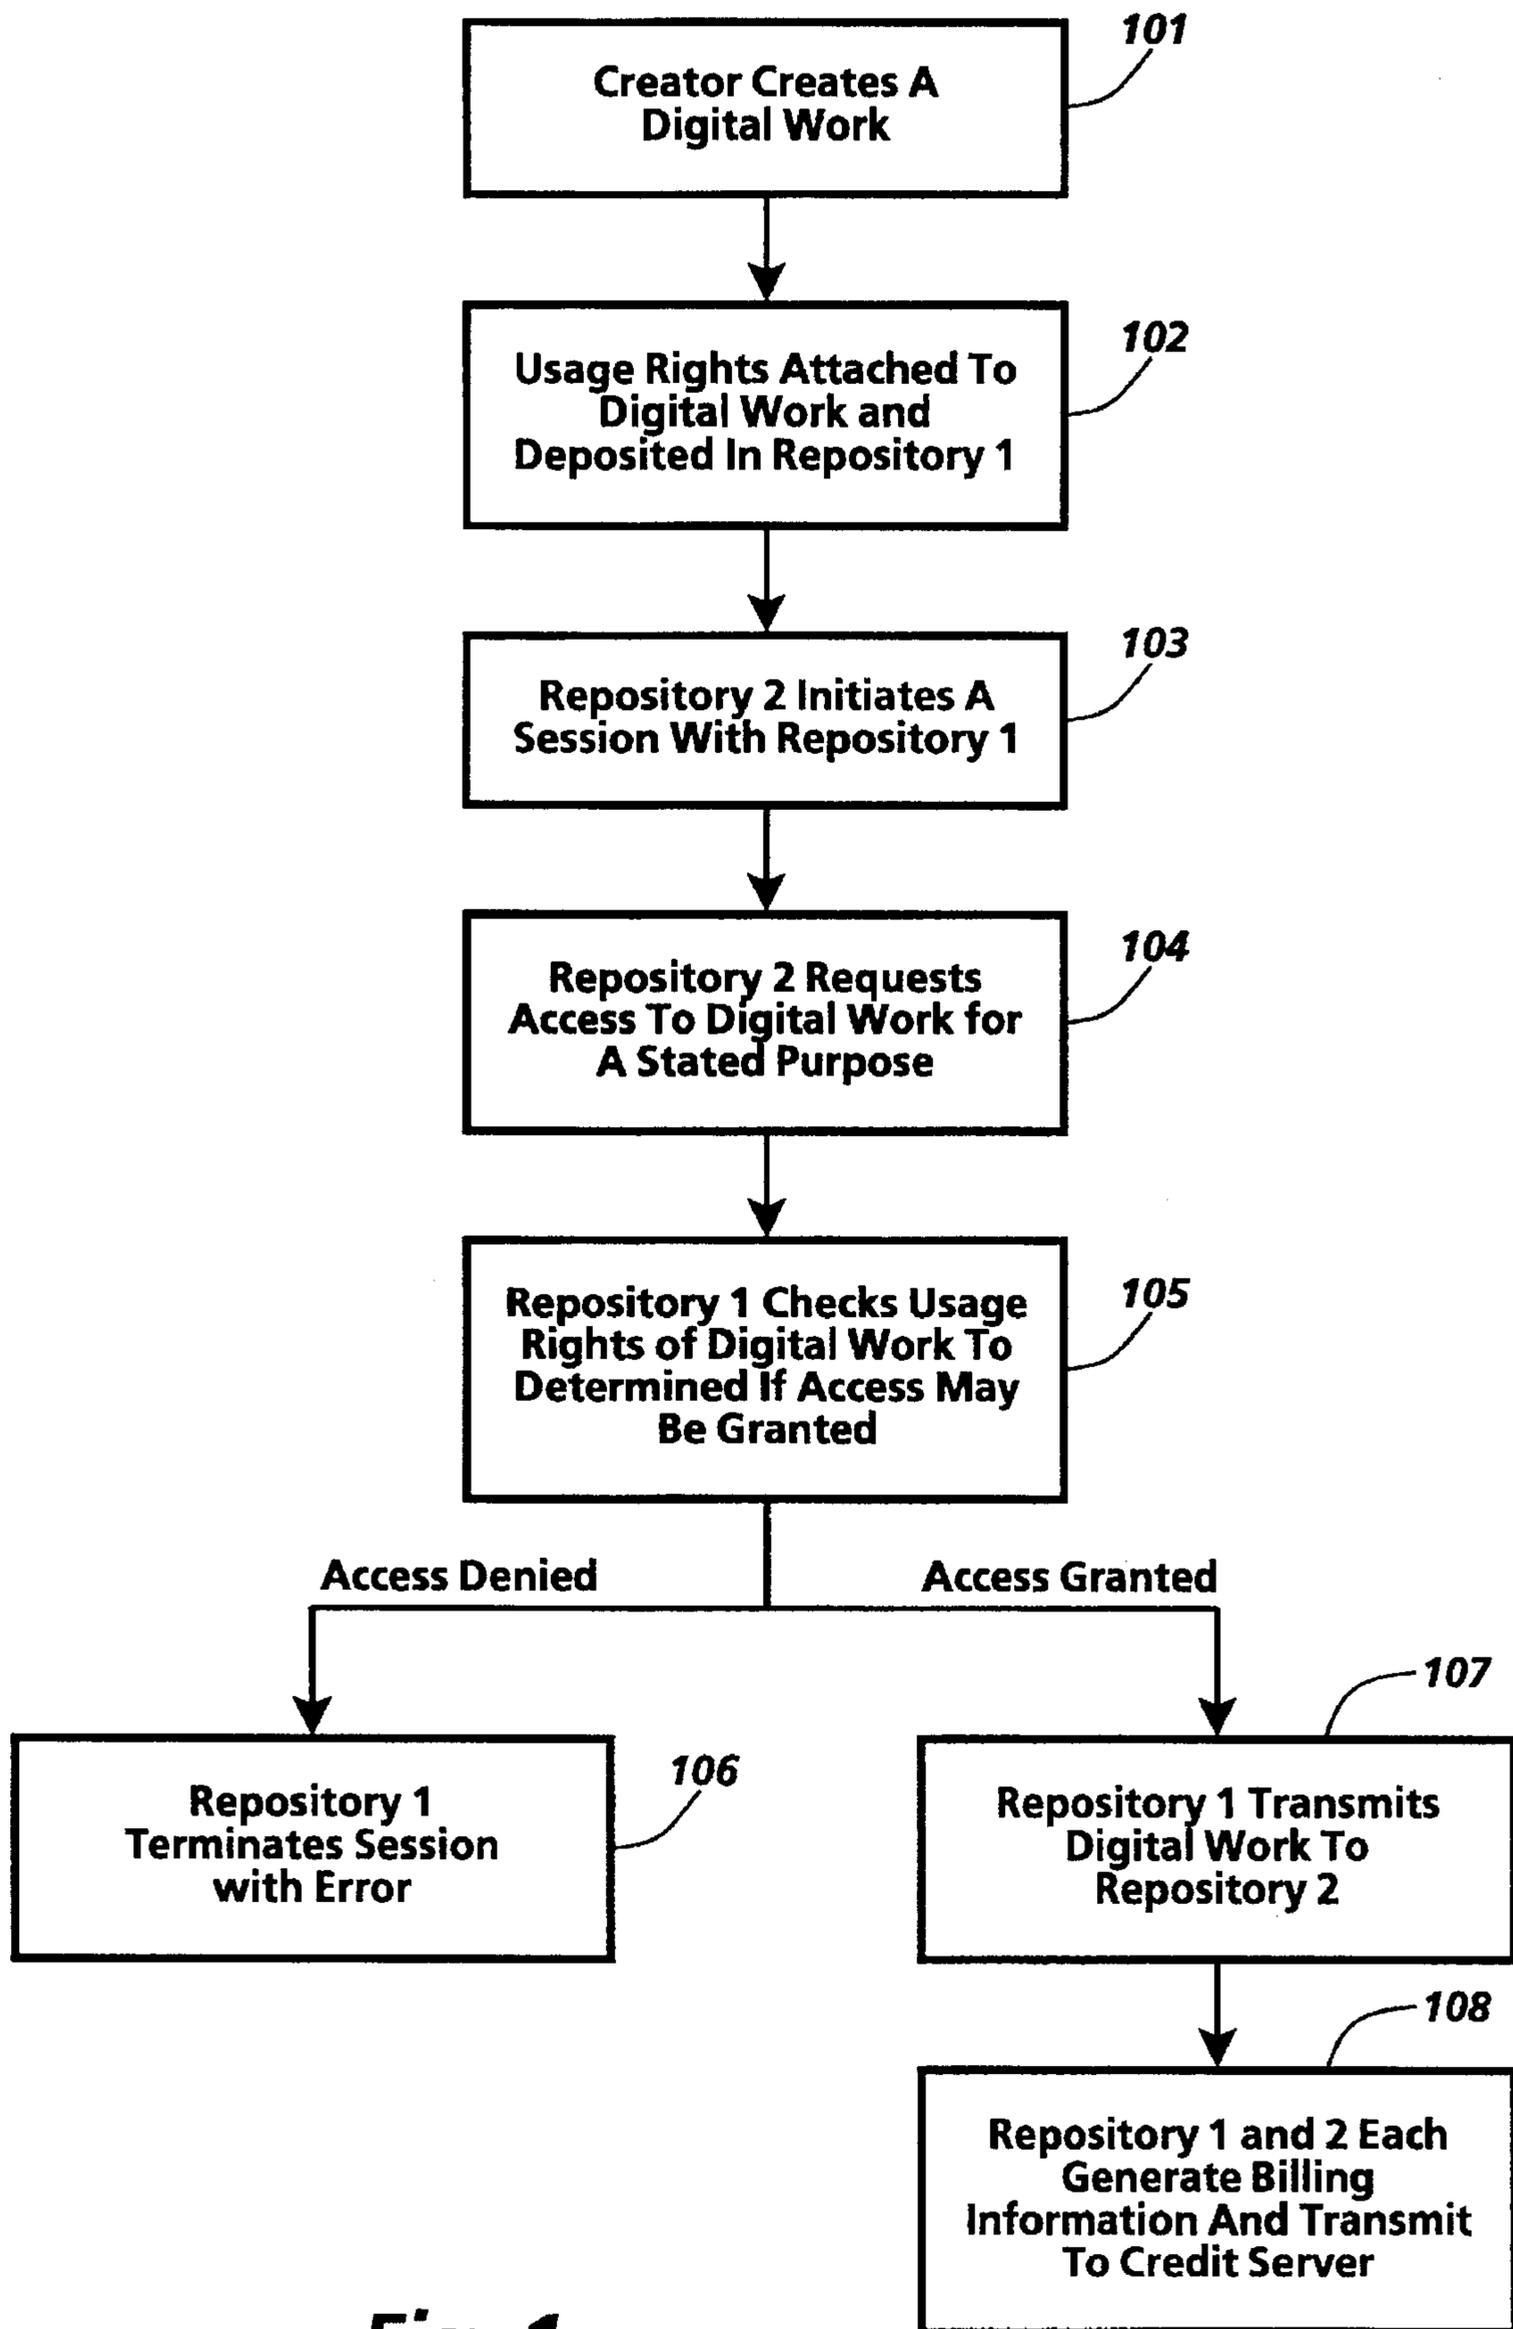 101
Creator Creates A
Digital Work
102
Usage Rights Attached To
Digital Work and
Deposited In Repository 1
103
Repository 2 Initiates A
Session With Repository 1
104
Repository 2 Requests
Access To Digital Work for
A Stated Purpose
105
Repository 1 Checks Usage
Rights of Digital Work To
Determined If Access May
Be Granted
Access Denied
Access Granted
107
106
Repository 1
Terminates Session
with Error
Repository 1 Transmits
Digital Work To
Repository 2
108
Repository 1 and 2 Each
Generate Billing
Information And Transmit
To Credit Server